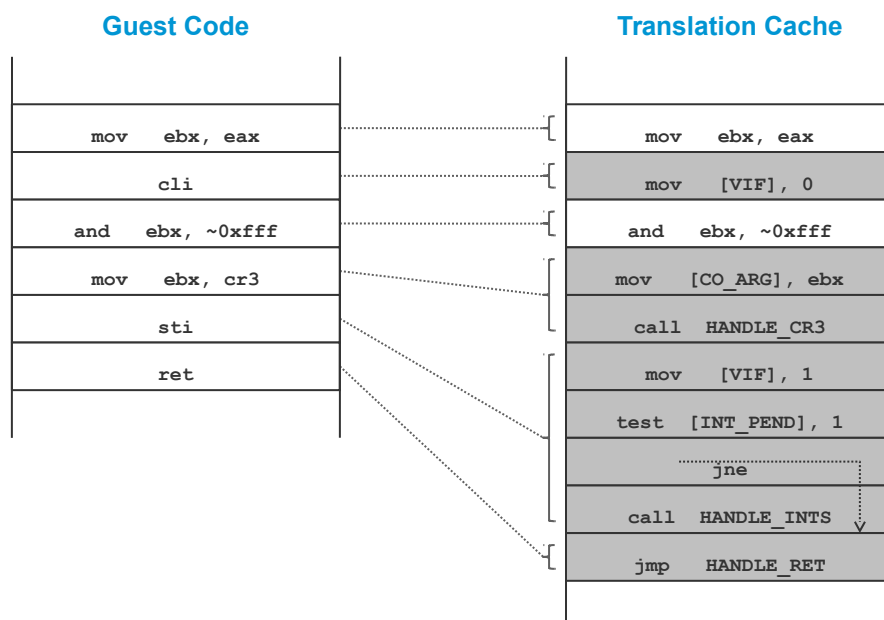 Guest Code
mov ebx, eax
cli
and ebx, ~0xfff
mov ebx, cr3
sti
ret
Translation Cache
mov ebx, eax
mov [VIF], 0
and ebx, ~0xfff
mov [CO_ARG], ebx
call HANDLE_CR3
mov [VIF], 1
test [INT_PEND], 1
jne
call HANDLE_INTS
jmp HANDLE_RET